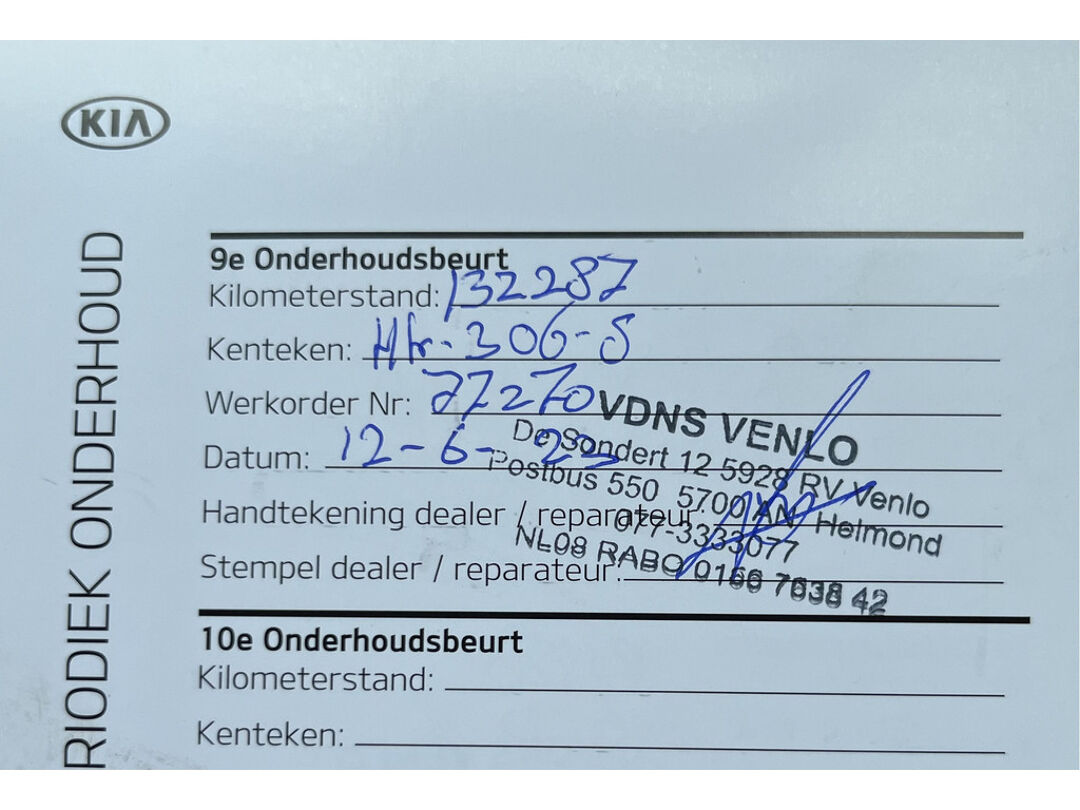 KIA
RIODIEK ONDERHOUD
9e Onderhoudsbeurt
Kilometerstand: 132287
Kenteken: -306-S
Werkorder Nr: 27270
Datum: 12-6-23
Handtekening dealer / reparateur:
Stempel dealer / reparateur:
VDNS VENLO
De Sondert 12 5928 RV Venlo
Postbus 550 5700 AN Helmond
077-3333077
NL08 RABO 42
10e Onderhoudsbeurt
Kilometerstand:
Kenteken: